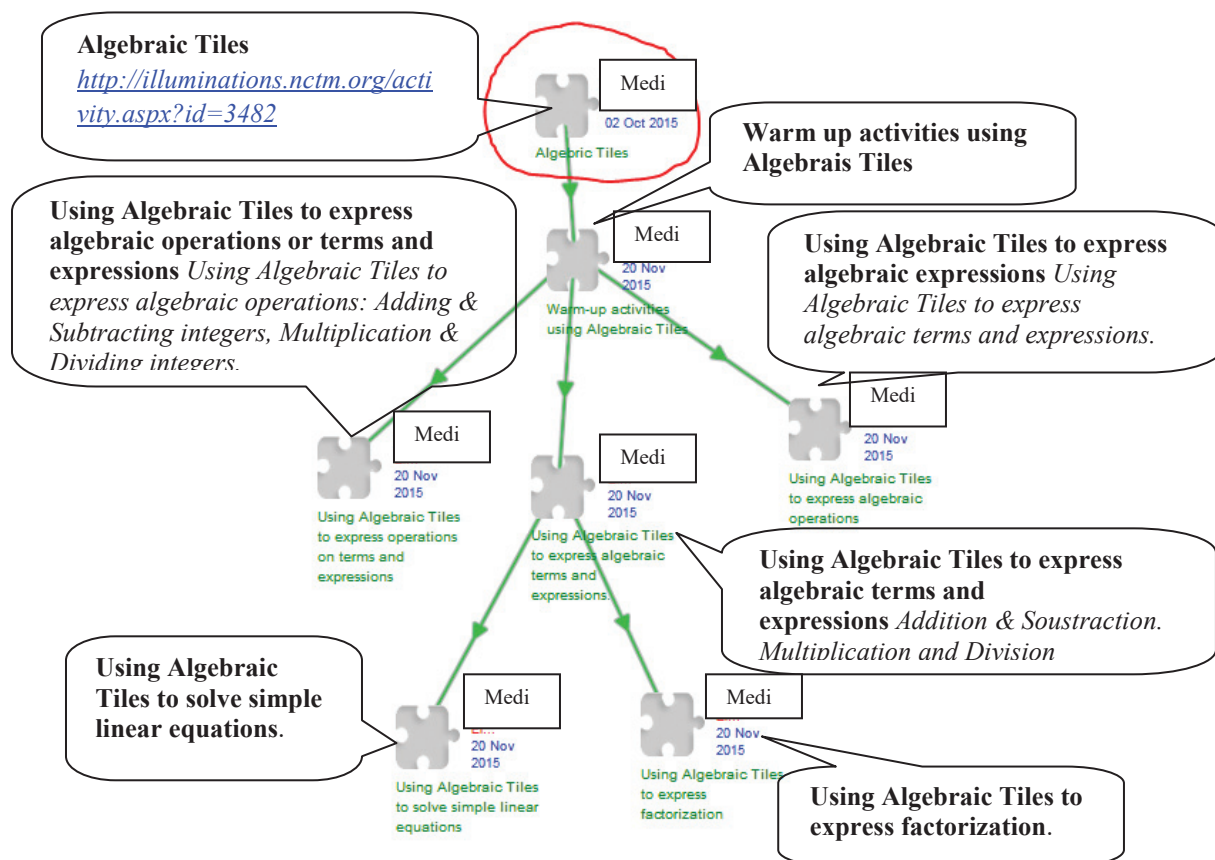 Algebraic Tiles
http://illuminations.nctm.org/acti
vity.aspx?id=3482
Medi
02 Oct 2015
Algebric Tiles
Warm up activities using
Algebrais Tiles
Using Algebraic Tiles to express
algebraic operations or terms and
expressions Using Algebraic Tiles to
express algebraic operations: Adding &
Subtracting integers, Multiplication &
Dividing integers.
Medi
20 Nov
2015
Warm-up activities
using Algebraic Tiles
Using Algebraic Tiles to express
algebraic expressions Using
Algebraic Tiles to express
algebraic terms and expressions.
Medi
20 Nov
2015
Using Algebraic Tiles
to express operations
on terms and
expressions
Medi
20 Nov
2015
Using Algebraic Tiles
to express algebraic
terms and
expressions.
Medi
20 Nov
2015
Using Algebraic Tiles
to express algebraic
operations
Using Algebraic Tiles to express
algebraic terms and
expressions Addition & Soustraction.
Multiplication and Division
Using Algebraic
Tiles to solve simple
linear equations.
Medi
20 Nov
2015
Using Algebraic Tiles
to solve simple linear
equations
Medi
20 Nov
2015
Using Algebraic Tiles
to express
factorization
Using Algebraic Tiles to
express factorization.